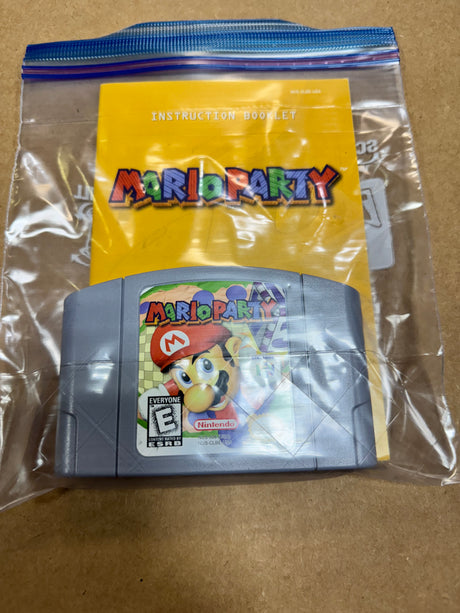 INSTRUCTION BOOKLET
MARIO PARTY
MARIO PARTY
M
EVERYONE
E
CONTENT RATED BY
ESRB
Nintendo